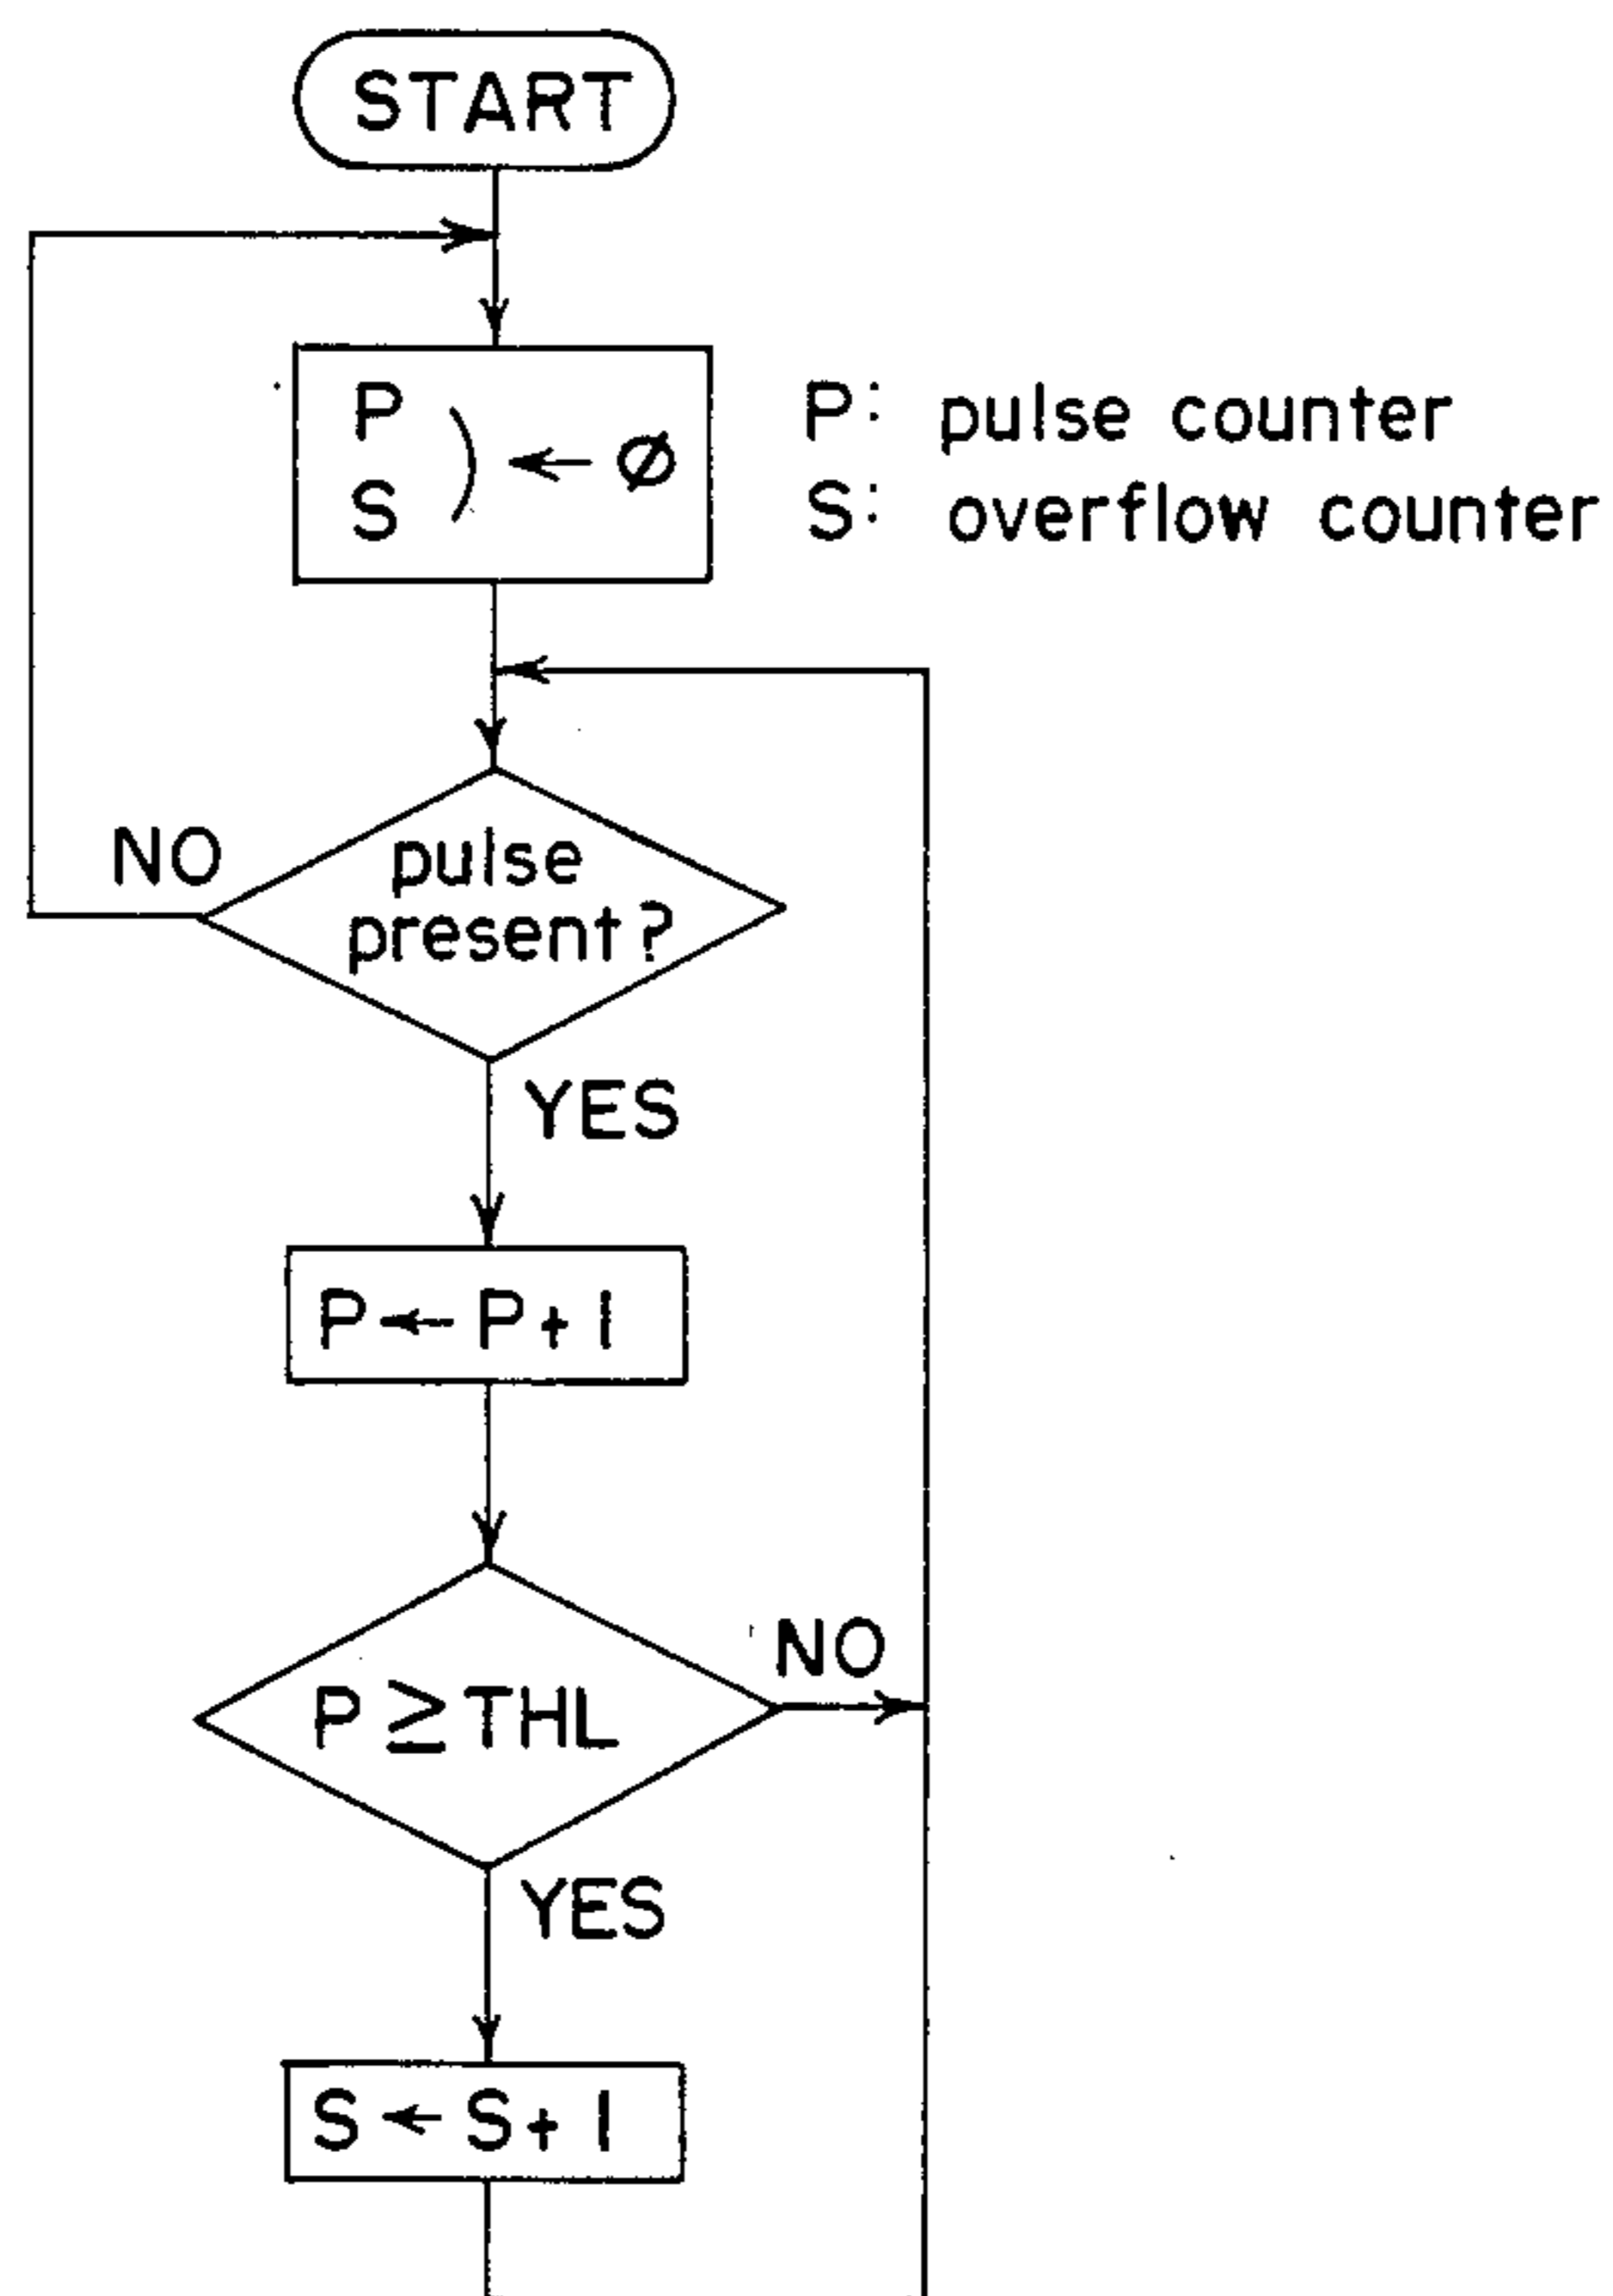 START
P
S
) ← Ø
P: pulse counter
S: overflow counter
NO
pulse
present?
YES
P ← P + 1
NO
P ≥ THL
YES
S ← S + 1